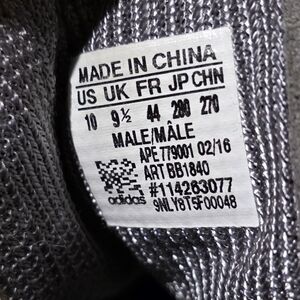 MADE IN CHINA
US UK FR JP CHN
10 9½ 44 280 270
MALE/MÂLE
APE 779001 02/16
ART BB1840
#114263077
adidas 9NLY8T5F00048